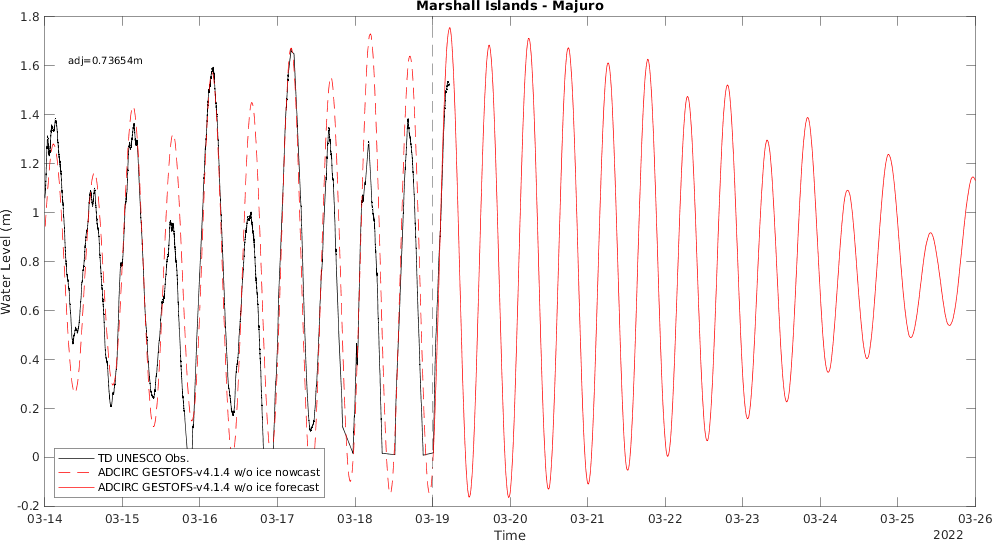 Marshall Islands - Majuro
adj=0.73654m
Water Level (m)
1.8
1.6
1.4
1.2
1
0.8
0.6
0.4
0.2
0
-0.2
TD UNESCO Obs.
ADCIRC GESTOFS-v4.1.4 w/o ice nowcast
ADCIRC GESTOFS-v4.1.4 w/o ice forecast
03-14 03-15 03-16 03-17 03-18 03-19 03-20 03-21 03-22 03-23 03-24 03-25 03-26
Time
2022